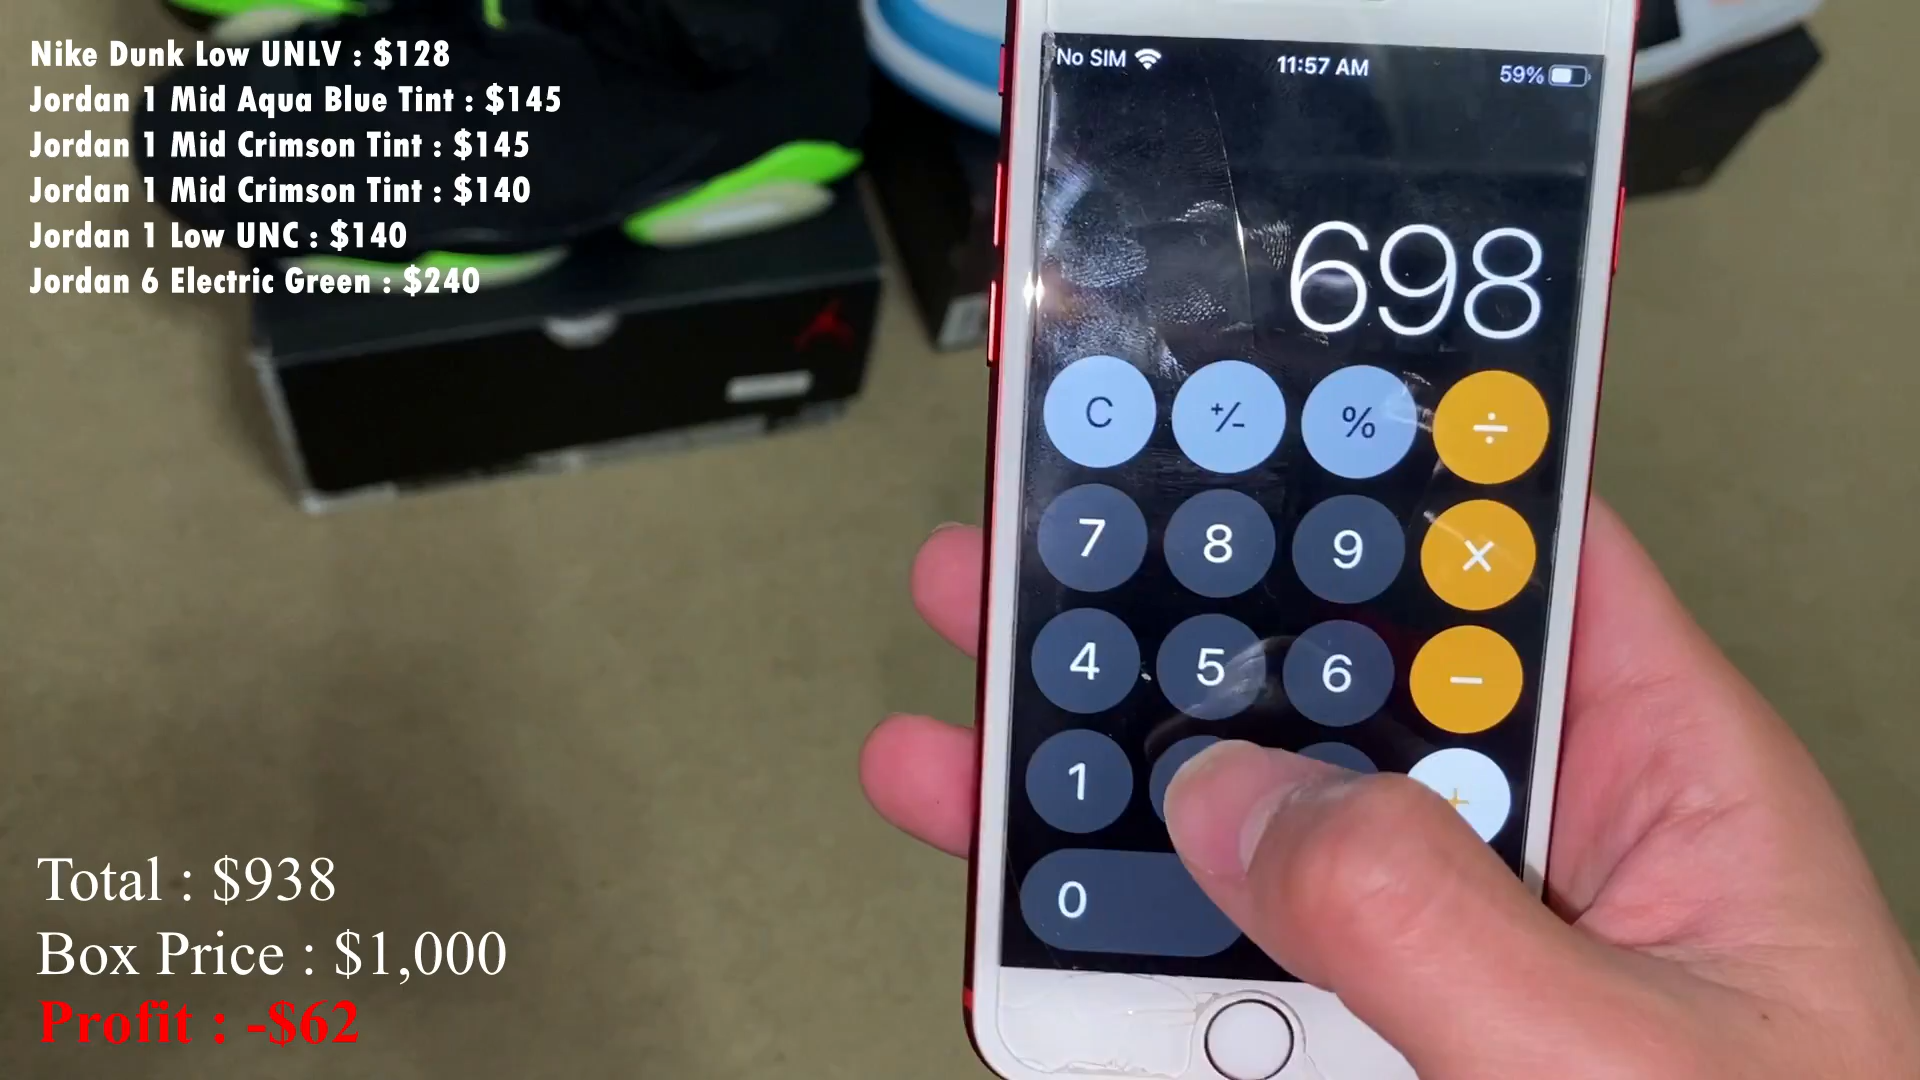 Nike Dunk Low UNLV : $128
Jordan 1 Mid Aqua Blue Tint : $145
Jordan 1 Mid Crimson Tint : $145
Jordan 1 Mid Crimson Tint : $140
Jordan 1 Low UNC : $140
Jordan 6 Electric Green : $240
No SIM 11:57 AM 59%
698
C +/- % ÷
7 8 9 ×
4 5 6 −
1 +
0
Total : $938
Box Price : $1,000
Profit : -$62